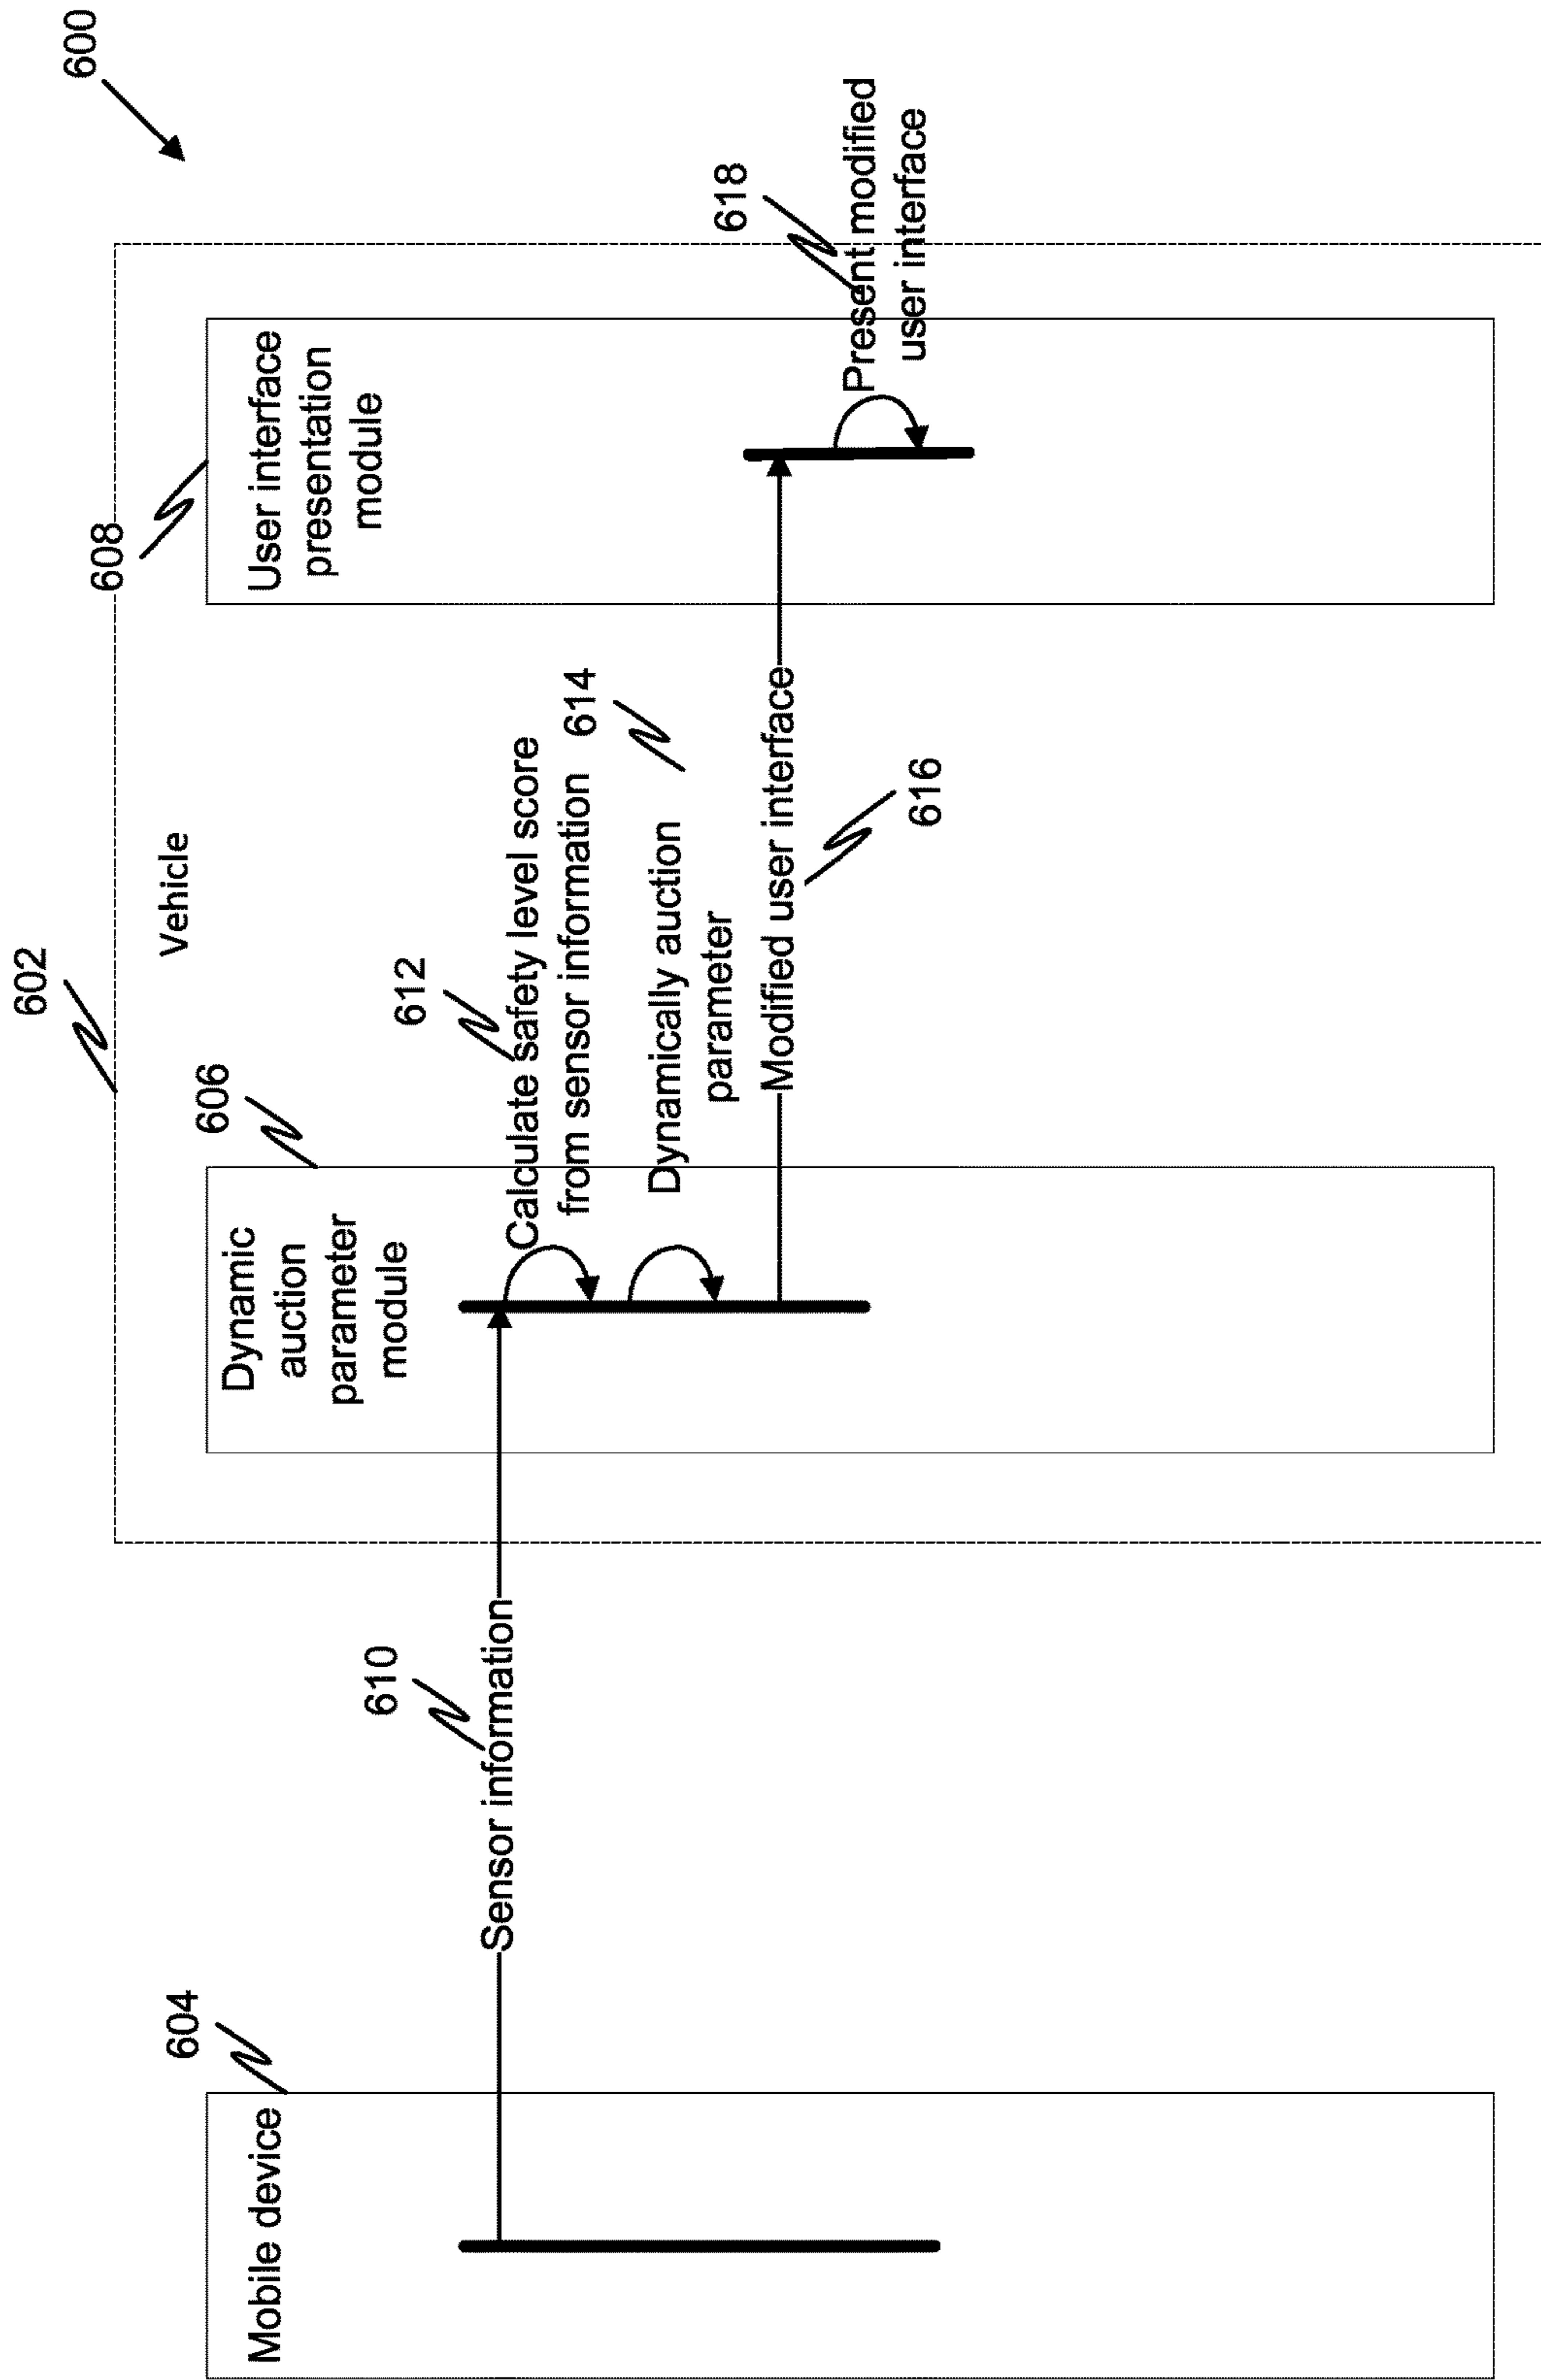 600
602
Vehicle
604
Mobile device
606
Dynamic
auction
parameter
module
608
User interface
presentation
module
610
Sensor information
612
Calculate safety level score
from sensor information
614
Dynamically auction
parameter
Modified user interface
616
618
Present modified
user interface